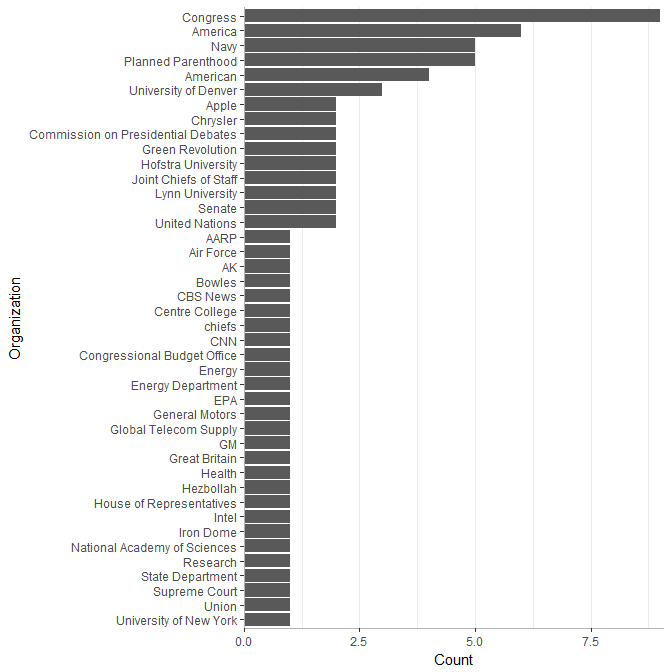 Congress
America
Navy
Planned Parenthood
American
University of Denver
Apple
Chrysler
Commission on Presidential Debates
Green Revolution
Hofstra University
Joint Chiefs of Staff
Lynn University
Senate
United Nations
AARP
Air Force
AK
Bowles
CBS News
Centre College
chiefs
CNN
Congressional Budget Office
Energy
Energy Department
EPA
General Motors
Global Telecom Supply
GM
Great Britain
Health
Hezbollah
House of Representatives
Intel
Iron Dome
National Academy of Sciences
Research
State Department
Supreme Court
Union
University of New York
Organization
0.0 2.5 5.0 7.5
Count